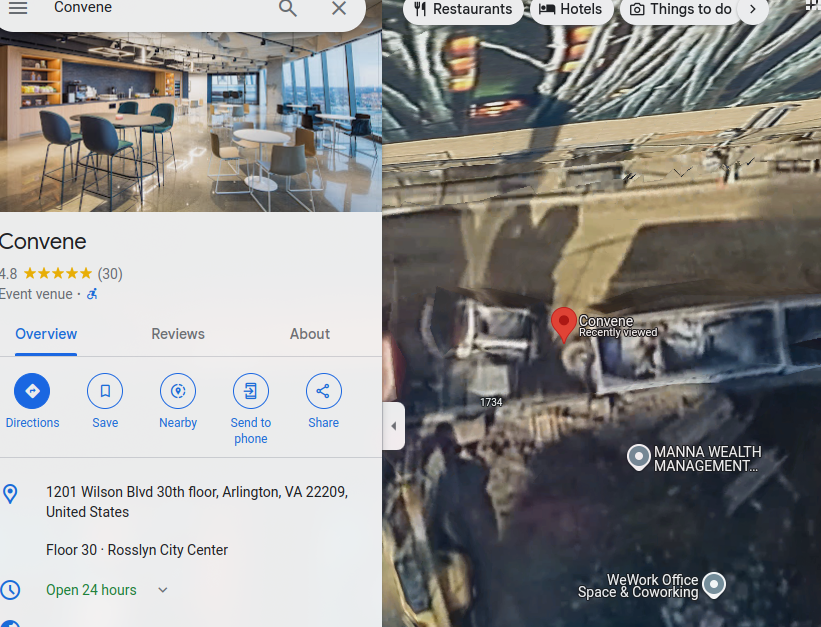 Convene
Restaurants
Hotels
Things to do
Convene
4.8 (30)
Event venue ·
Overview
Reviews
About
Directions
Save
Nearby
Send to
phone
Share
1201 Wilson Blvd 30th floor, Arlington, VA 22209,
United States
Floor 30 · Rosslyn City Center
Open 24 hours
Convene
Recently viewed
1734
MANNA WEALTH
MANAGEMENT...
WeWork Office
Space & Coworking